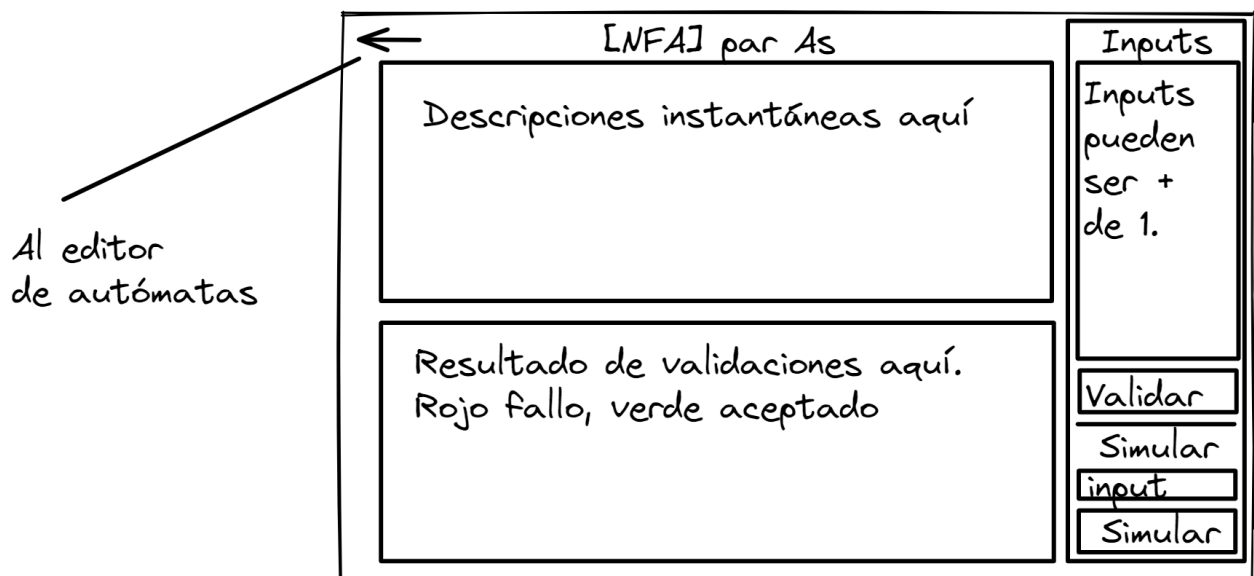 [NFA] par As
Inputs
Descripciones instantáneas aquí
Inputs
pueden
ser +
de 1.
Al editor
de autómatas
Resultado de validaciones aquí.
Rojo fallo, verde aceptado
Validar
Simular
input
Simular